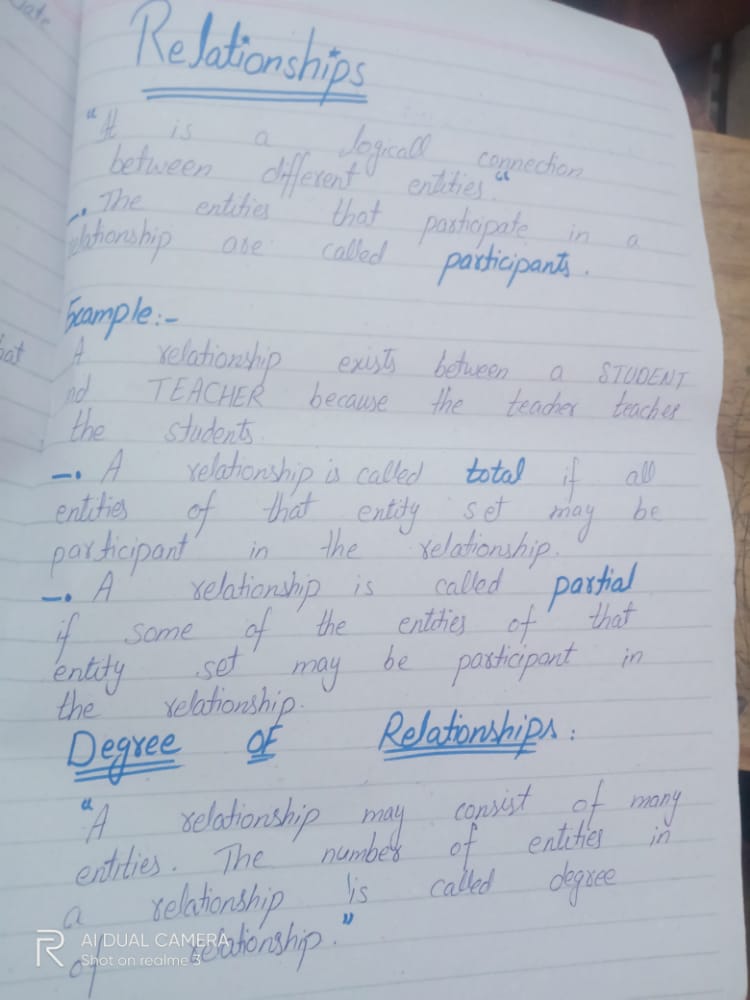 Relationships
"It is a logicall connection
between different entities."
—. The entities that participate in a
elationship are called participants.
Example:-
A relationship exists between a STUDENT
nd TEACHER because the teacher teaches
the students
—. A relationship is called total if all
entities of that entity set may be
participant in the relationship.
—. A relationship is called partial
if some of the entities of that
entity set may be participant in
the relationship.
Degree OF Relationships:
"A relationship may consist of many
entities. The number of entities in
a relationship is called degree
of relationship."
R AI DUAL CAMERA
Shot on realme 3